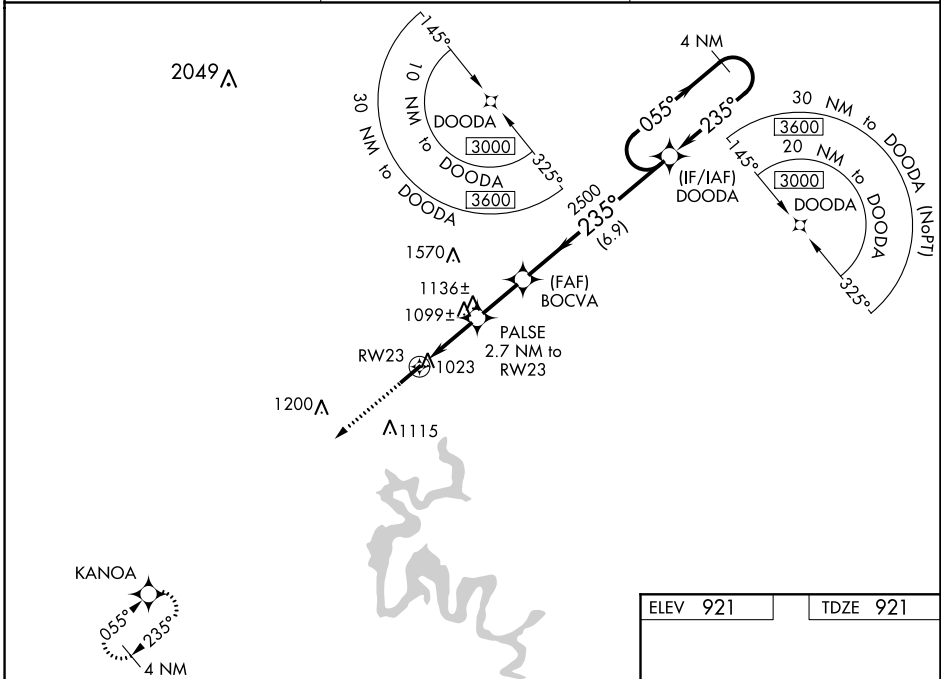 2049
145°
10 NM to DOODA
30 NM to DOODA
DOODA
3000
3600
325°
4 NM
055°
235°
(IF/IAF)
DOODA
2500
235°
(6.9)
30 NM to DOODA (NoPT)
3600
20 NM to DOODA
145°
3000
DOODA
325°
1570
(FAF)
BOCVA
1136±
1099±
PALSE
2.7 NM to
RW23
RW23
1023
1200
1115
KANOA
055°
235°
4 NM
ELEV 921
TDZE 921